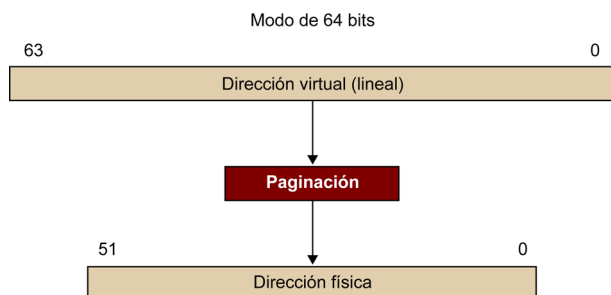 Modo de 64 bits
63 0
Dirección virtual (lineal)
Paginación
51 0
Dirección física